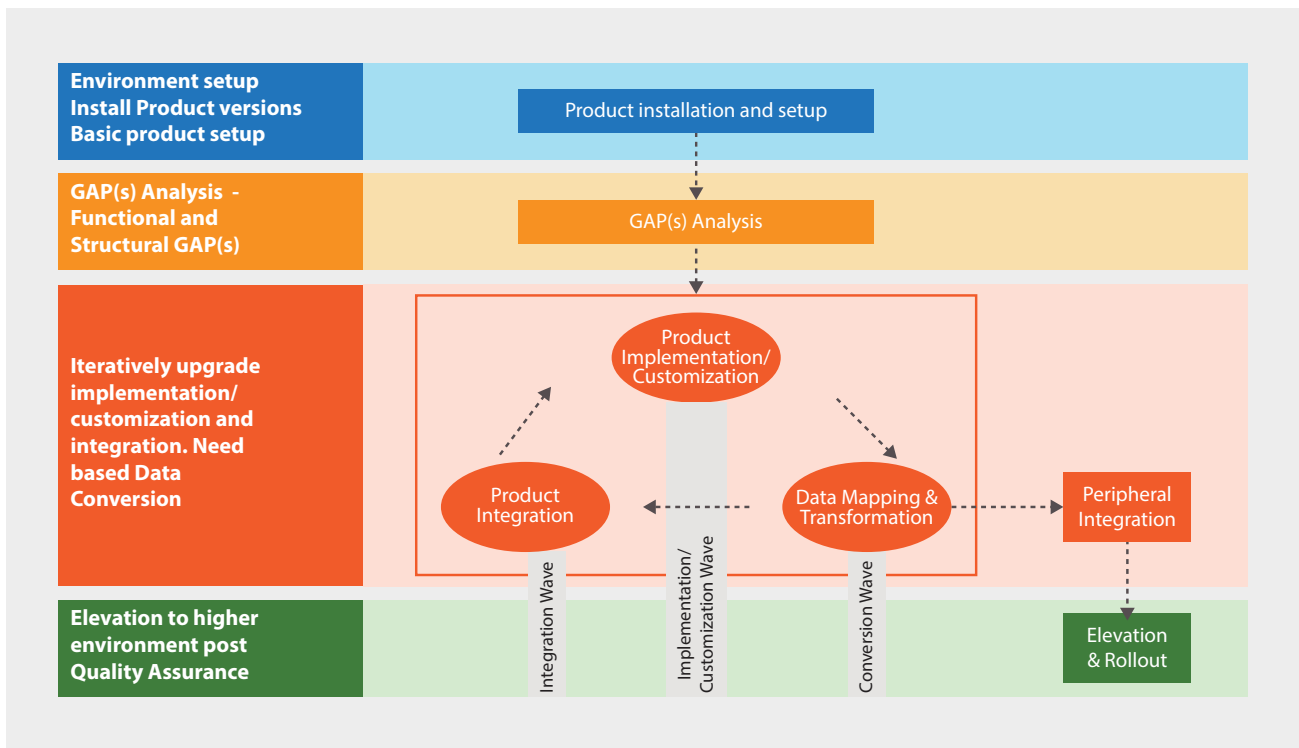 Environment setup
Install Product versions
Basic product setup
Product installation and setup
GAP(s) Analysis -
Functional and
Structural GAP(s)
GAP(s) Analysis
Iteratively upgrade
implementation/
customization and
integration. Need
based Data
Conversion
Product
Implementation/
Customization
Product
Integration
Data Mapping &
Transformation
Peripheral
Integration
Elevation to higher
environment post
Quality Assurance
Integration Wave
Implementation/
Customization Wave
Conversion Wave
Elevation
& Rollout